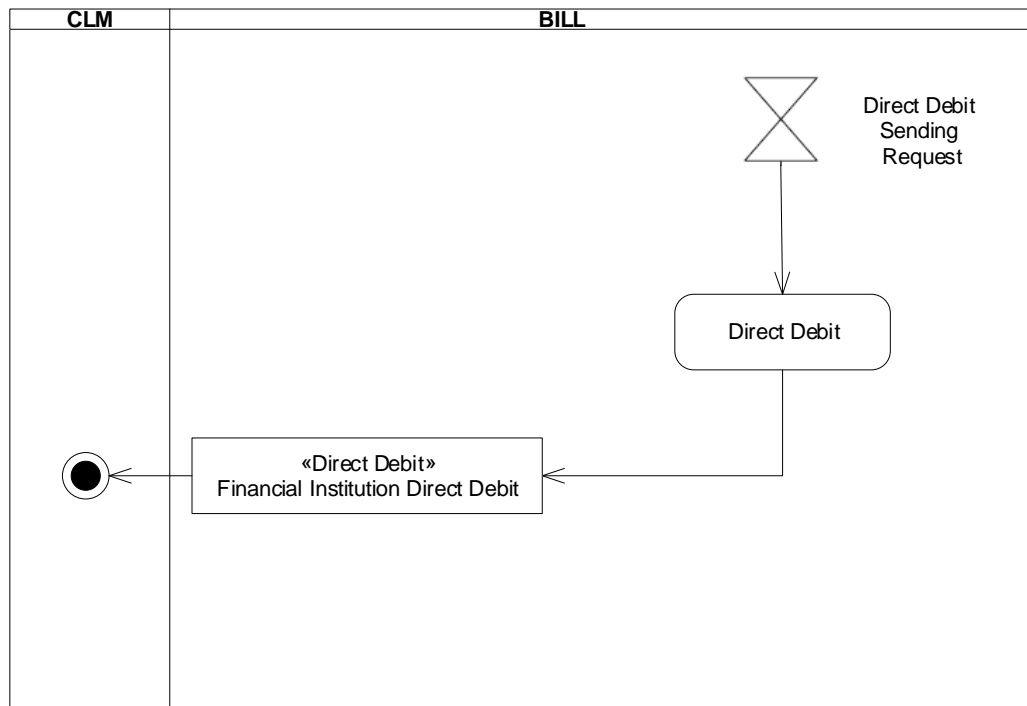 CLM
BILL
Direct Debit
Sending
Request
Direct Debit
«Direct Debit»
Financial Institution Direct Debit